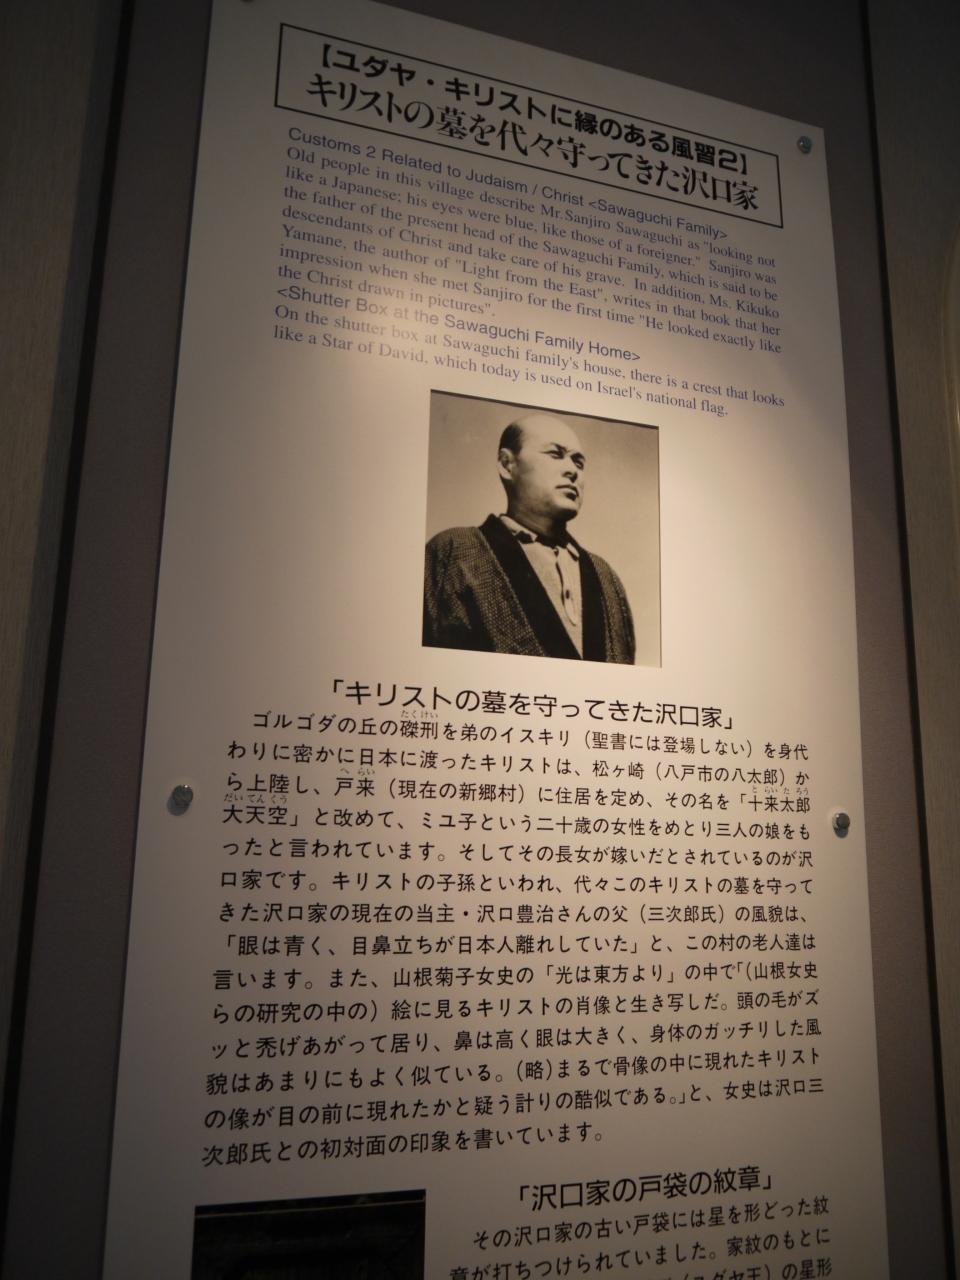 【ユダヤ・キリストに縁のある風習2】
キリストの墓を代々守ってきた沢口家
Customs 2 Related to Judaism / Christ <Sawaguchi Family>
Old people in this village describe Mr.Sanjiro Sawaguchi as "looking not
like a Japanese; his eyes were blue, like those of a foreigner." Sanjiro was
the father of the present head of the Sawaguchi Family, which is said to be
descendants of Christ and take care of his grave. In addition, Ms. Kikuko
Yamane, the author of "Light from the East", writes in that book that her
impression when she met Sanjiro for the first time "He looked exactly like
the Christ drawn in pictures".
<Shutter Box at the Sawaguchi Family Home>
On the shutter box at Sawaguchi family's house, there is a crest that looks
like a Star of David, which today is used on Israel's national flag.
「キリストの墓を守ってきた沢口家」
たくけい
ゴルゴダの丘の磔刑を弟のイスキリ（聖書には登場しない）を身代
わりに密かに日本に渡ったキリストは、松ヶ崎（八戸市の八太郎）か
へ らい
と らい た ろう
ら上陸し、戸来（現在の新郷村）に住居を定め、その名を「十来太郎
だい てん くう
大天空」と改めて、ミユ子という二十歳の女性をめとり三人の娘をも
ったと言われています。そしてその長女が嫁いだとされているのが沢
口家です。キリストの子孫といわれ、代々このキリストの墓を守って
きた沢口家の現在の当主・沢口豊治さんの父（三次郎氏）の風貌は、
「眼は青く、目鼻立ちが日本人離れしていた」と、この村の老人達は
言います。また、山根菊子女史の「光は東方より」の中で「（山根女史
らの研究の中の）絵に見るキリストの肖像と生き写しだ。頭の毛がズ
ッと禿げあがって居り、鼻は高く眼は大きく、身体のガッチリした風
貌はあまりにもよく似ている。（略）まるで骨像の中に現れたキリスト
の像が目の前に現れたかと疑う計りの酷似である。」と、女史は沢口三
次郎氏との初対面の印象を書いています。
「沢口家の戸袋の紋章」
その沢口家の古い戸袋には星を形どった紋
章が打ちつけられていました。家紋のもとに
の星形